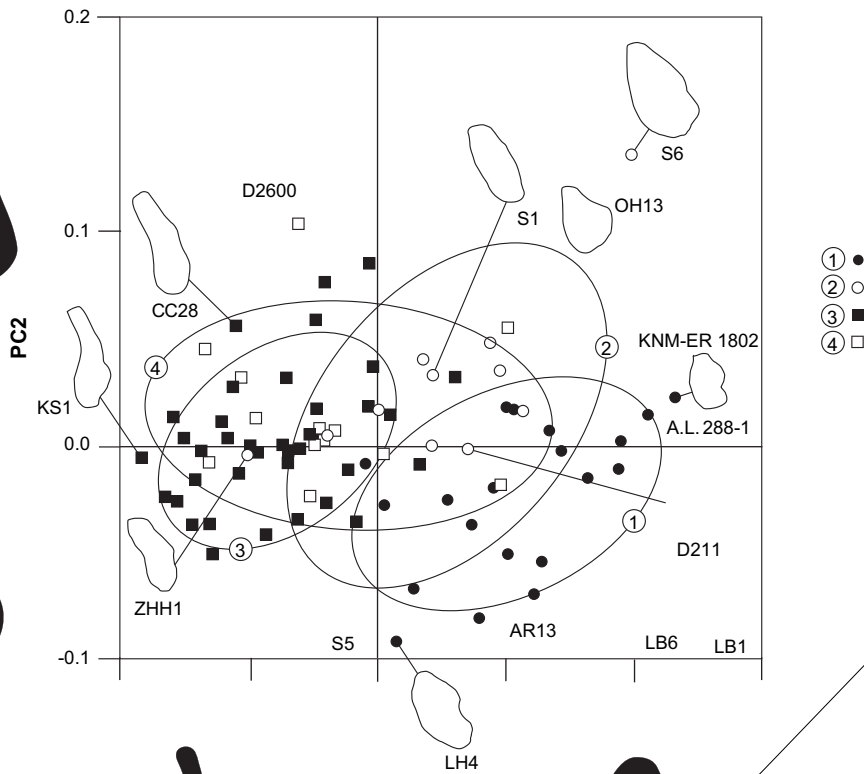 0.2
S6
D2600
OH13
S1
0.1
1
2
CC28
3
PC2
KNM-ER 1802
4
2
4
KS1
A.L. 288-1
0.0
1
3
D211
ZHH1
AR13
S5
LB6
LB1
-0.1
LH4